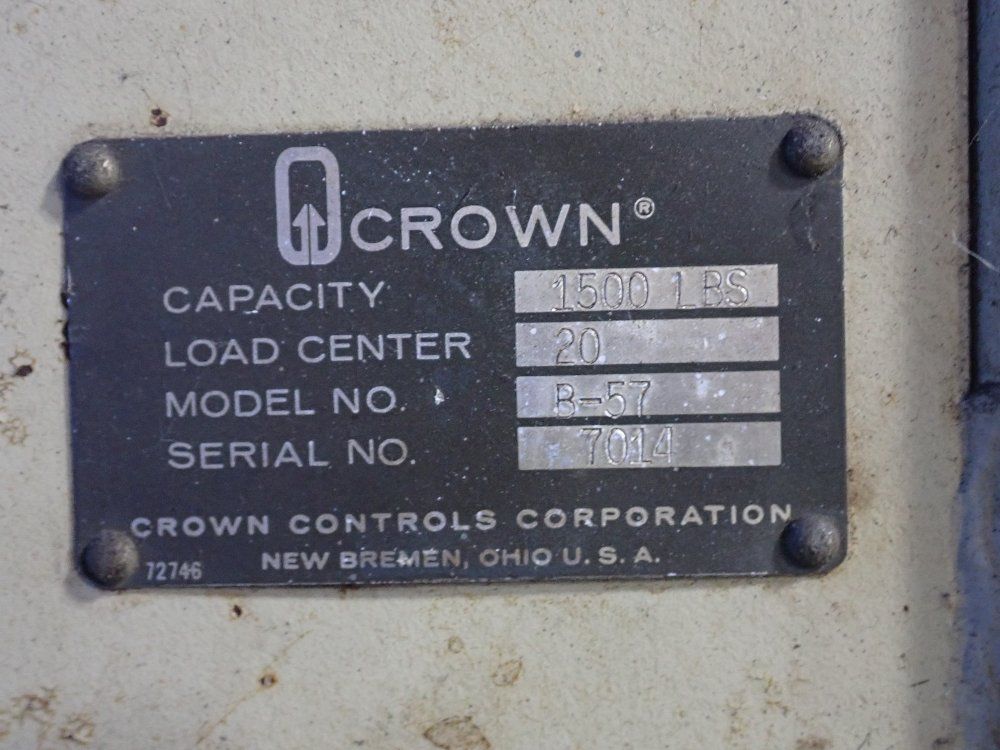 CROWN®
CAPACITY 1500 LBS
LOAD CENTER 20
MODEL NO. B-57
SERIAL NO. 7014
CROWN CONTROLS CORPORATION
NEW BREMEN, OHIO U. S. A.
72746